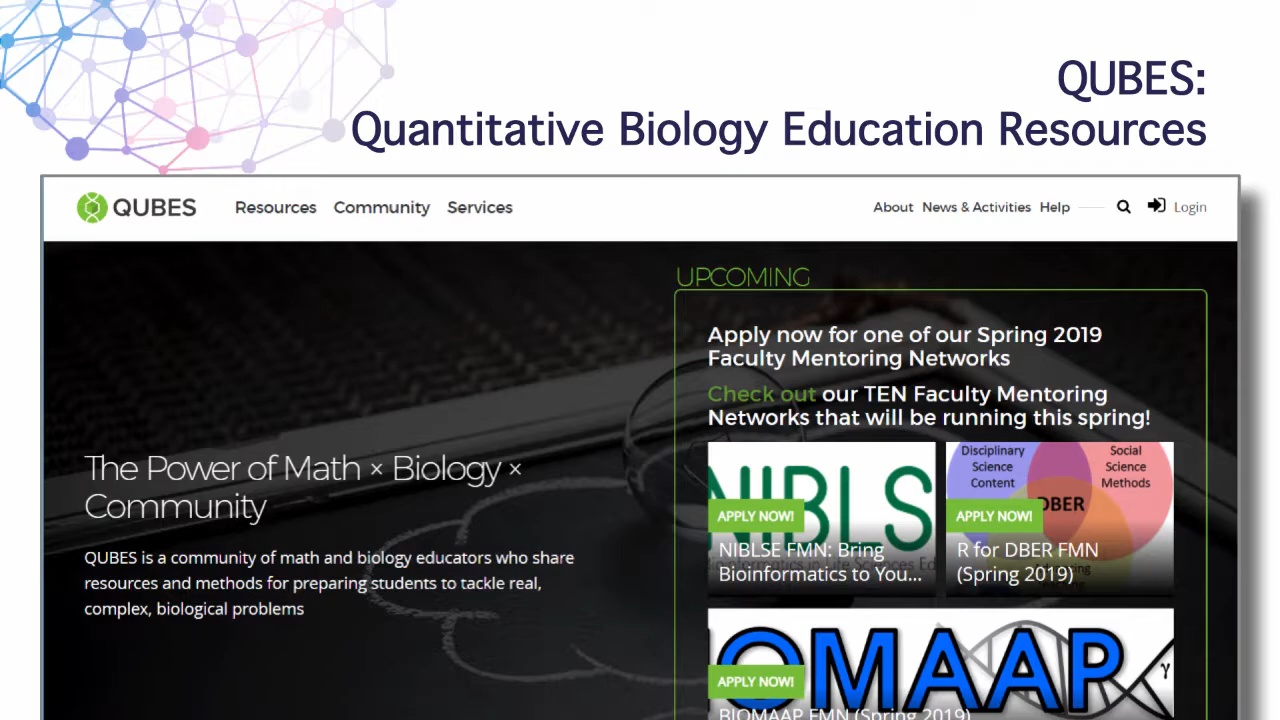 QUBES:
Quantitative Biology Education Resources
QUBES
Resources Community Services
About News & Activities Help
Login
UPCOMING
Apply now for one of our Spring 2019
Faculty Mentoring Networks
Check out our TEN Faculty Mentoring
Networks that will be running this spring!
The Power of Math × Biology ×
Community
QUBES is a community of math and biology educators who share
resources and methods for preparing students to tackle real,
complex, biological problems
NIBLS
APPLY NOW!
NIBLSE FMN: Bring
Bioinformatics to You...
Disciplinary
Science
Content
Social
Science
Methods
DBER
APPLY NOW!
R for DBER FMN
(Spring 2019)
OMAAP
γ
APPLY NOW!
BIOMAAP FMN (Spring 2019)